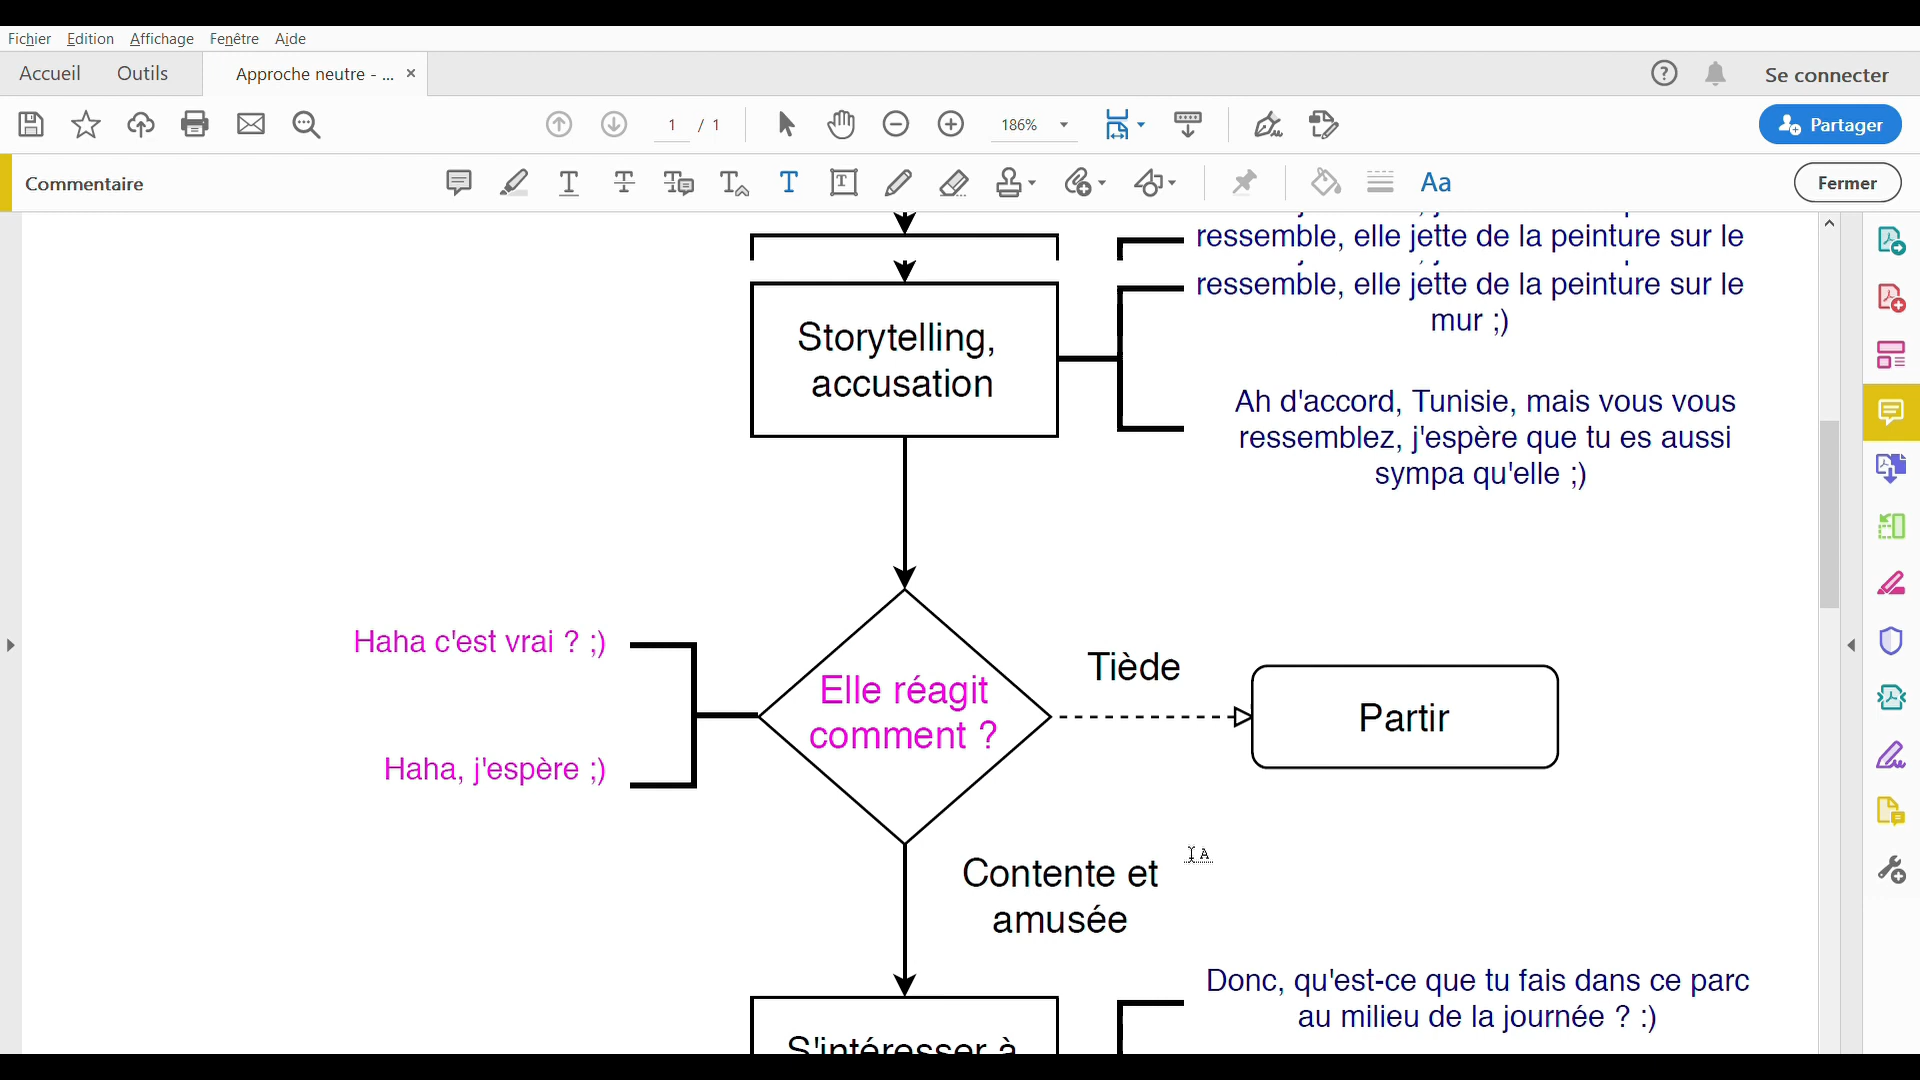 Fichier Edition Affichage Fenêtre Aide
Accueil Outils Approche neutre - ... × Se connecter
1 / 1 186% Partager
Commentaire Aa Fermer
ressemble, elle jette de la peinture sur le
ressemble, elle jette de la peinture sur le
mur ;)
Storytelling,
accusation
Ah d'accord, Tunisie, mais vous vous
ressemblez, j'espère que tu es aussi
sympa qu'elle ;)
Haha c'est vrai ? ;)
Elle réagit
comment ?
Tiède
Partir
Haha, j'espère ;)
Contente et
amusée
Donc, qu'est-ce que tu fais dans ce parc
au milieu de la journée ? :)
S'intéresser à